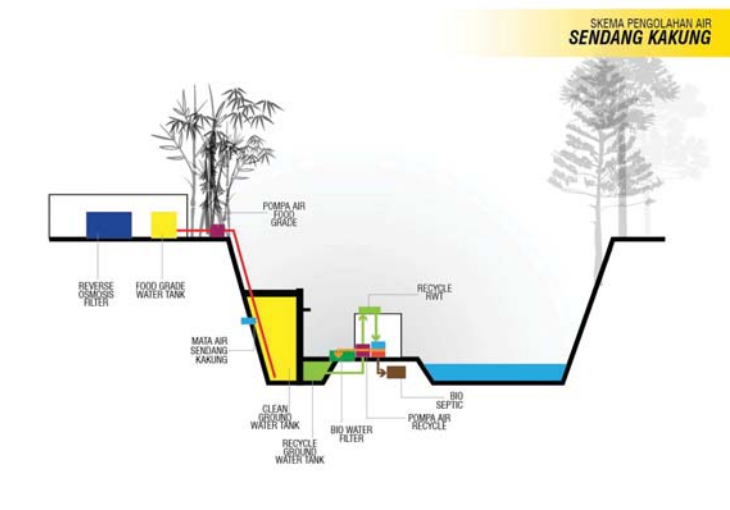 SKEMA PENGOLAHAN AIR
SENDANG KAKUNG
POMPA AIR
FOOD
GRADE
REVERSE
OSMOSIS
FILTER
FOOD GRADE
WATER TANK
RECYCLE
RWT
MATA AIR
SENDANG
KAKUNG
CLEAN
GROUND
WATER TANK
RECYCLE
GROUND
WATER TANK
BIO WATER
FILTER
POMPA AIR
RECYCLE
BIO
SEPTIC